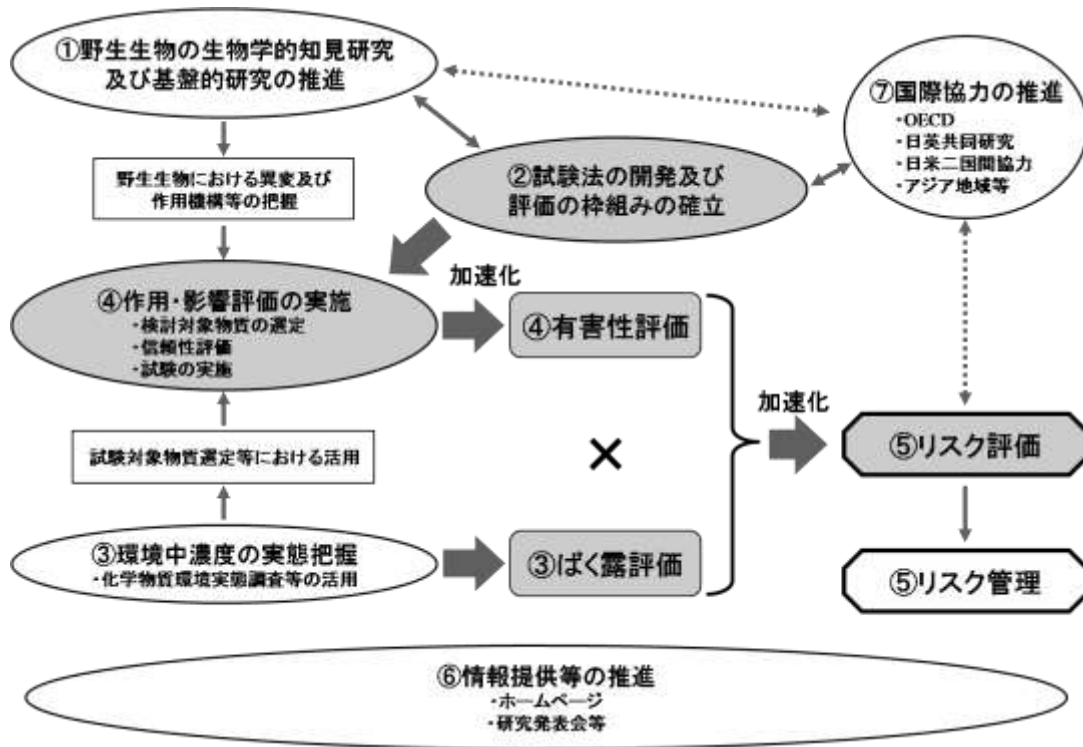 ①野生生物の生物学的知見研究
及び基盤的研究の推進
⑦国際協力の推進
・OECD
・日英共同研究
・日米二国間協力
・アジア地域等
野生生物における異変及び
作用機構等の把握
②試験法の開発及び
評価の枠組みの確立
④作用・影響評価の実施
・検討対象物質の選定
・信頼性評価
・試験の実施
加速化
④有害性評価
加速化
×
⑤リスク評価
試験対象物質選定等における活用
③環境中濃度の実態把握
・化学物質環境実態調査等の活用
③ばく露評価
⑤リスク管理
⑥情報提供等の推進
・ホームページ
・研究発表会等